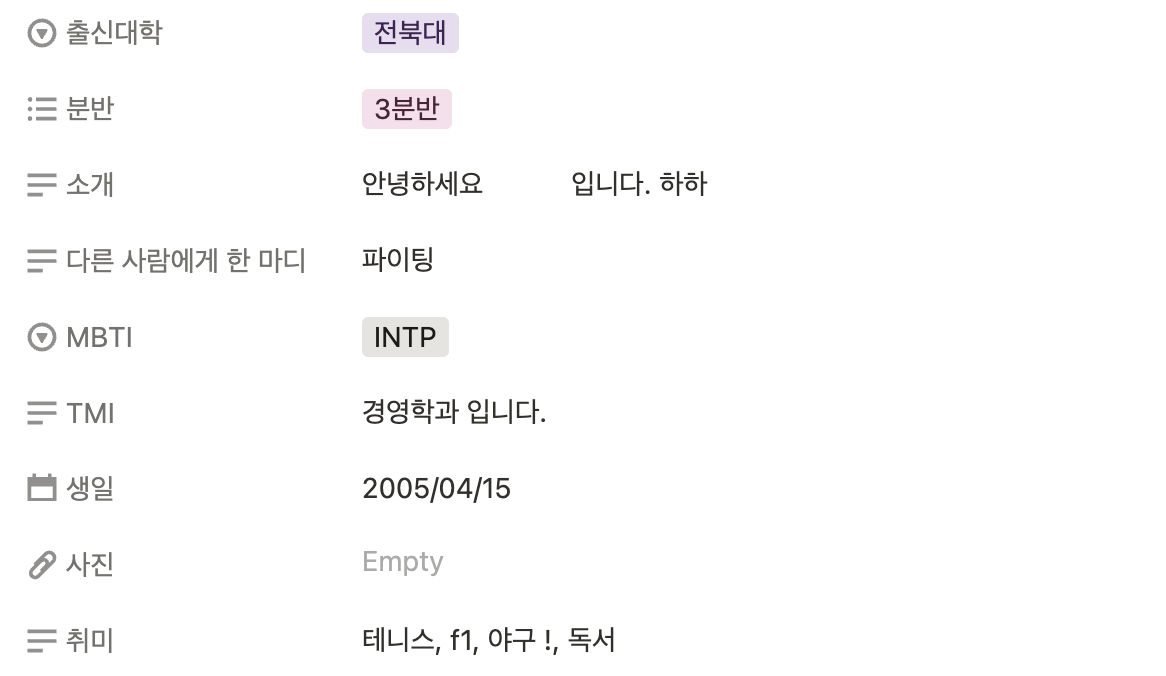 출신대학 전북대
분반 3분반
소개 안녕하세요 입니다. 하하
다른 사람에게 한 마디 파이팅
MBTI INTP
TMI 경영학과 입니다.
생일 2005/04/15
사진 Empty
취미 테니스, f1, 야구 !, 독서